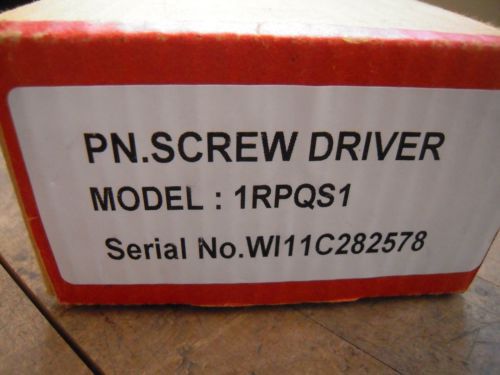 PN.SCREW DRIVER
MODEL : 1RPQS1
Serial No.WI11C282578